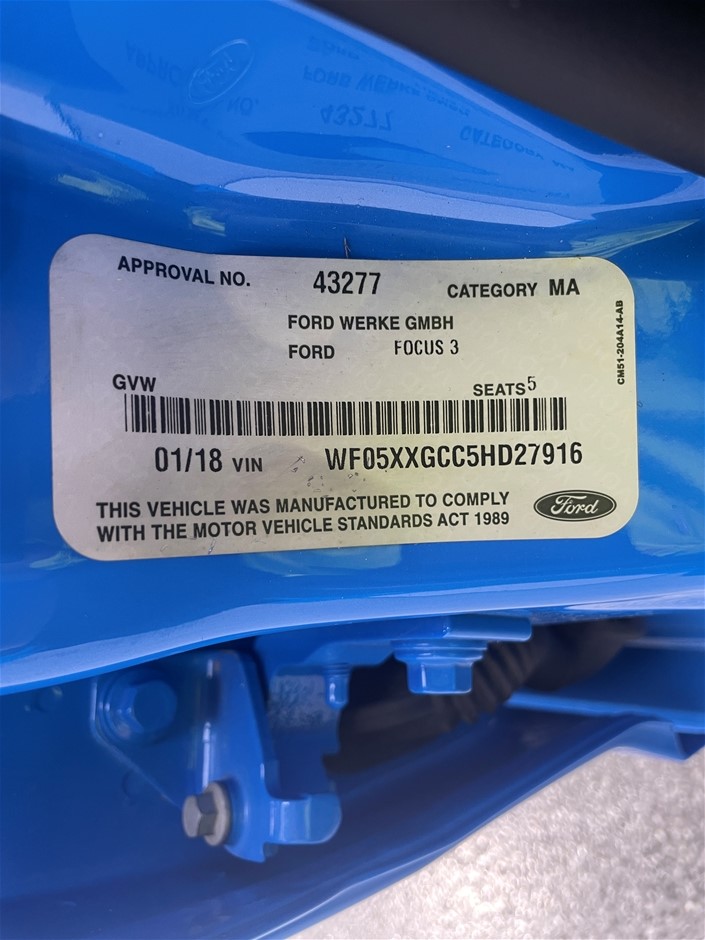 APPROVAL NO. 43277 CATEGORY MA
FORD WERKE GMBH
FORD FOCUS 3
GVW SEATS 5
01/18 VIN WF05XXGCC5HD27916
THIS VEHICLE WAS MANUFACTURED TO COMPLY
WITH THE MOTOR VEHICLE STANDARDS ACT 1989
Ford
CM51-204A14-AB